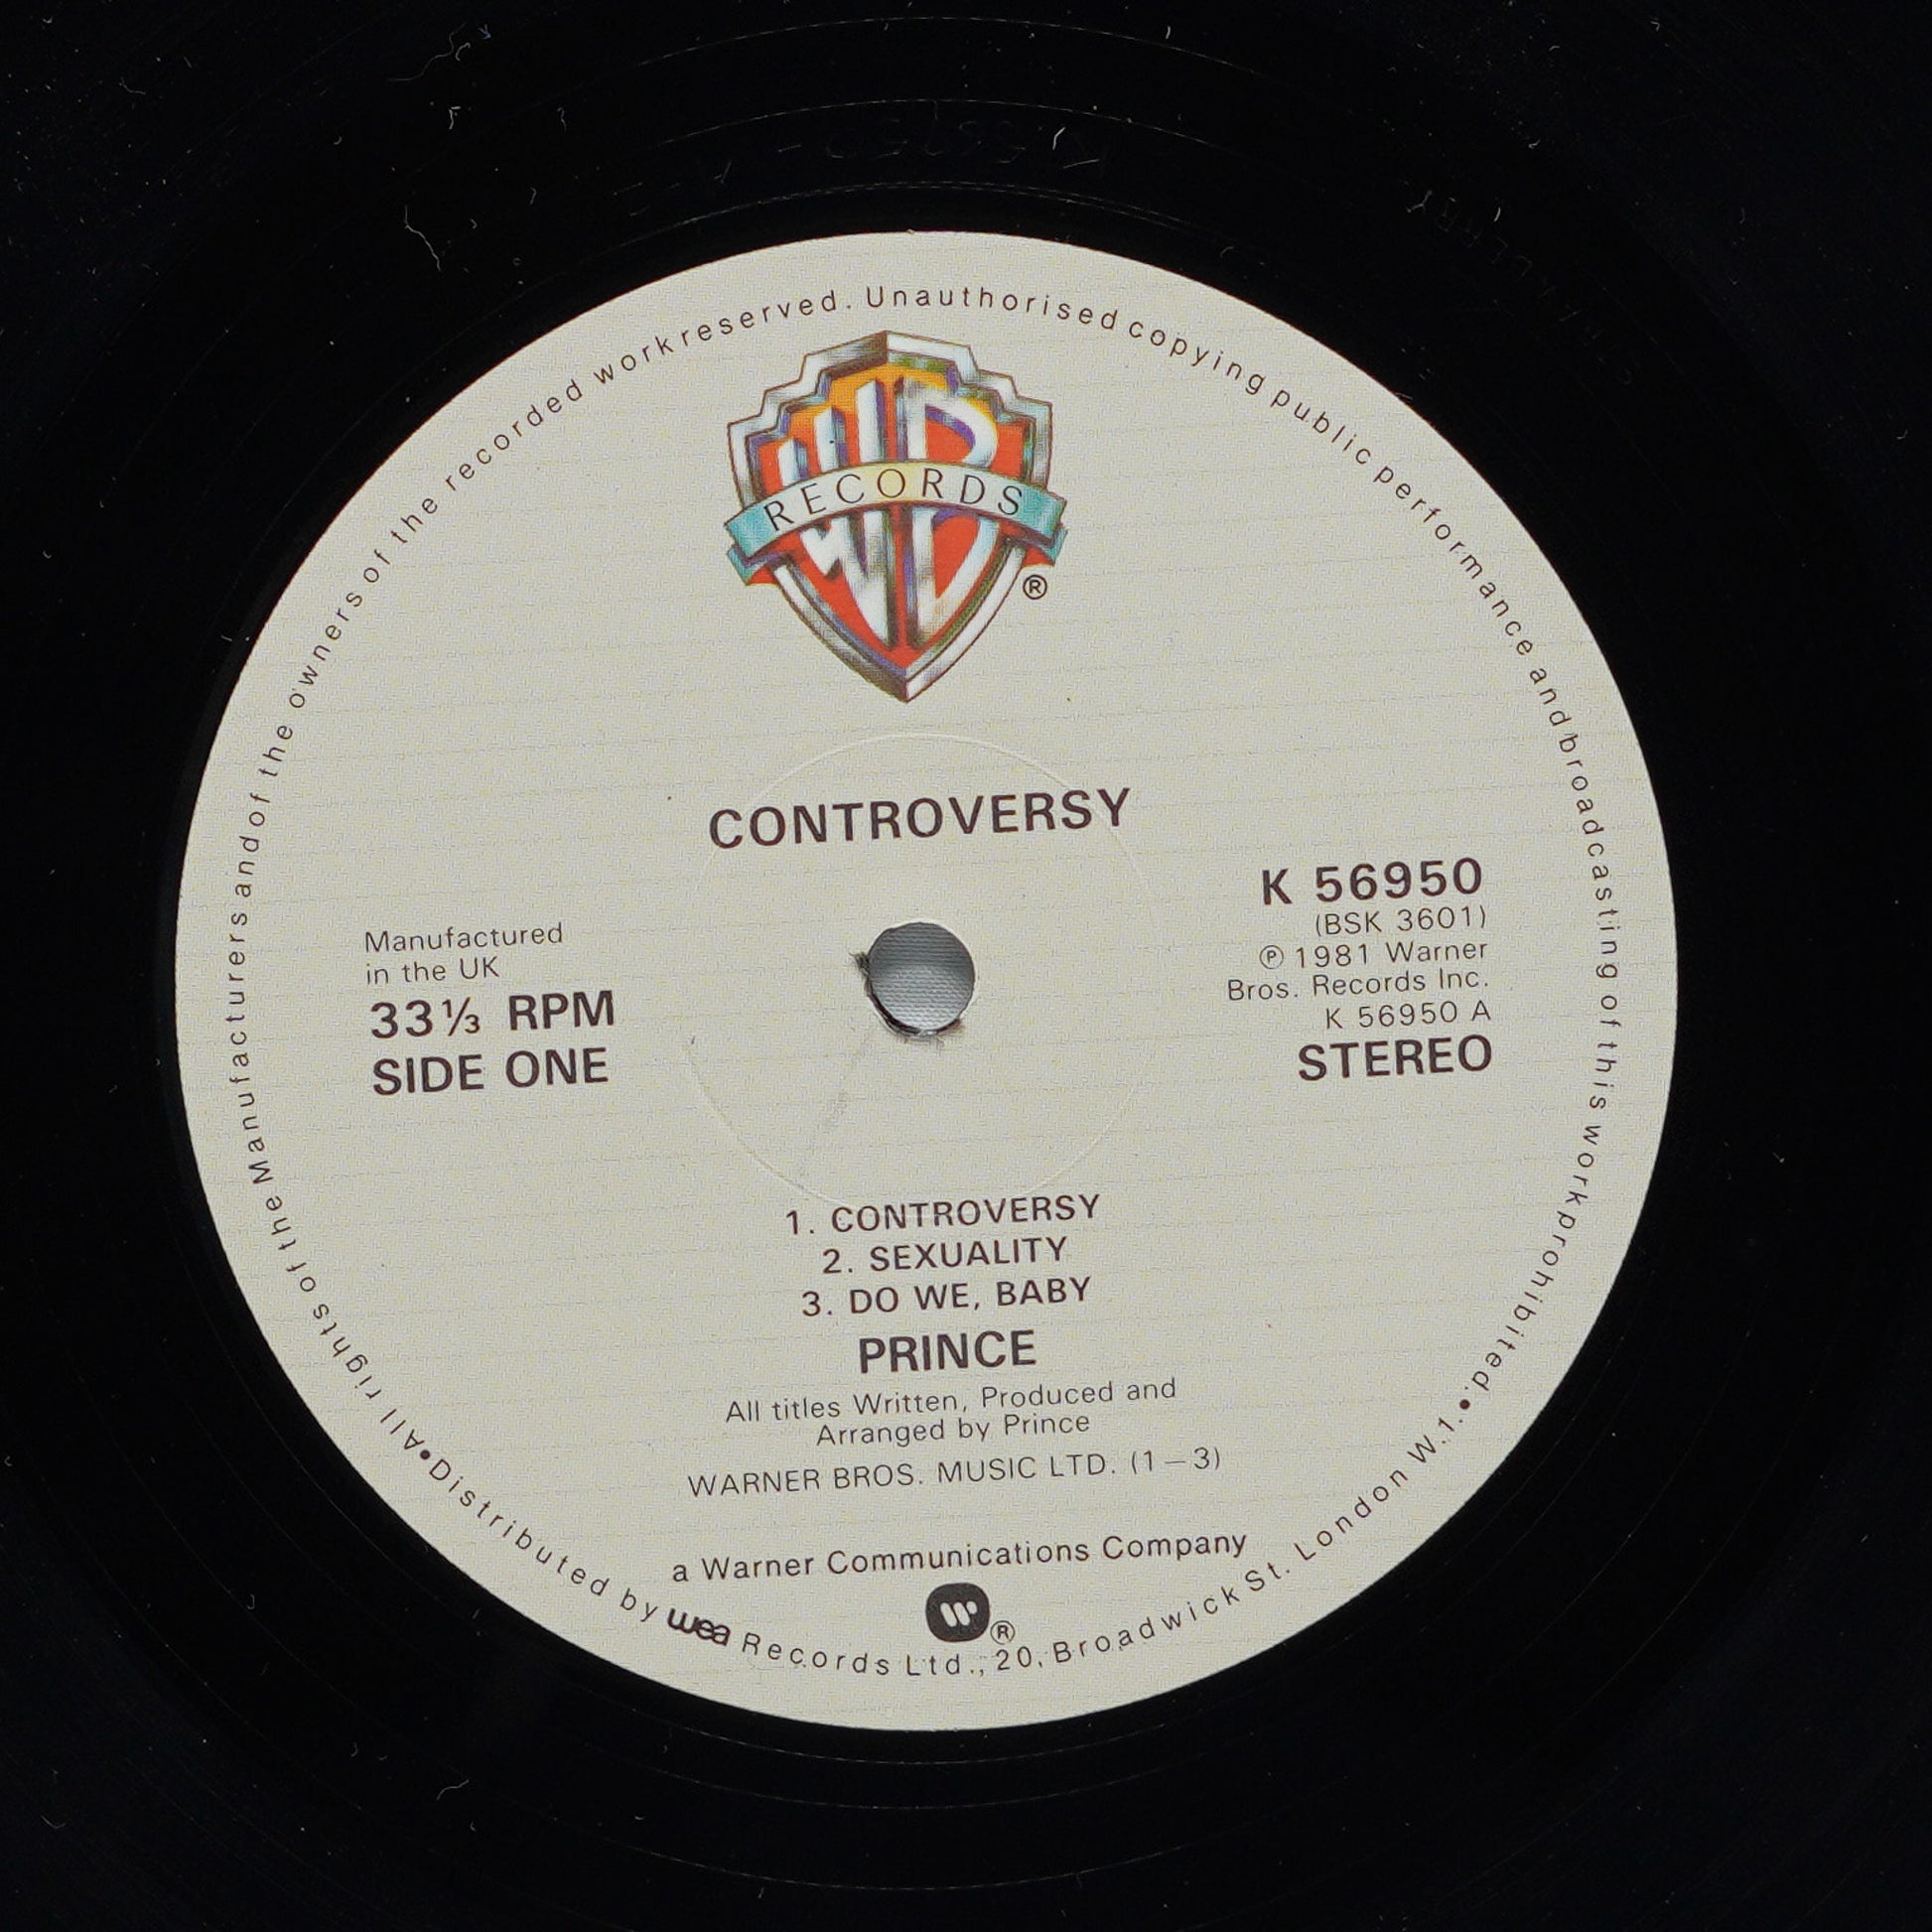 All rights of the Manufacturers and of the owners of the recorded work reserved. Unauthorised copying public performance and broadcasting of this work prohibited.
WB
RECORDS
®
CONTROVERSY
Manufactured
in the UK
33⅓ RPM
SIDE ONE
K 56950
(BSK 3601)
℗ 1981 Warner
Bros. Records Inc.
K 56950 A
STEREO
1. CONTROVERSY
2. SEXUALITY
3. DO WE, BABY
PRINCE
All titles Written, Produced and
Arranged by Prince
WARNER BROS. MUSIC LTD. (1–3)
a Warner Communications Company
®
•Distributed by wea Records Ltd., 20, Broadwick St. London W.1.•